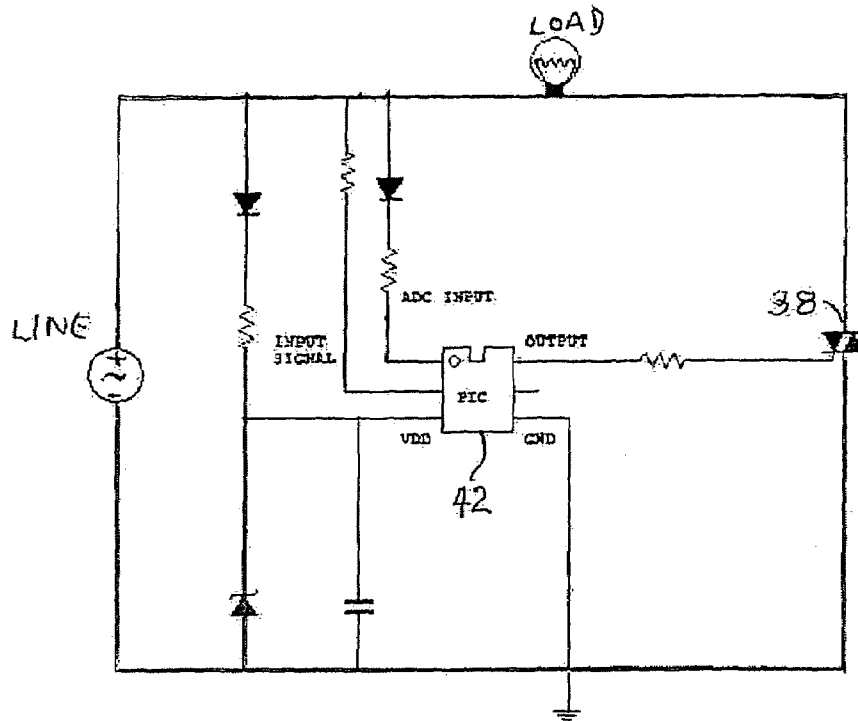 LOAD
LINE
ADC INPUT
INPUT
SIGNAL
OUTPUT
38
PIC
VDD
GND
42